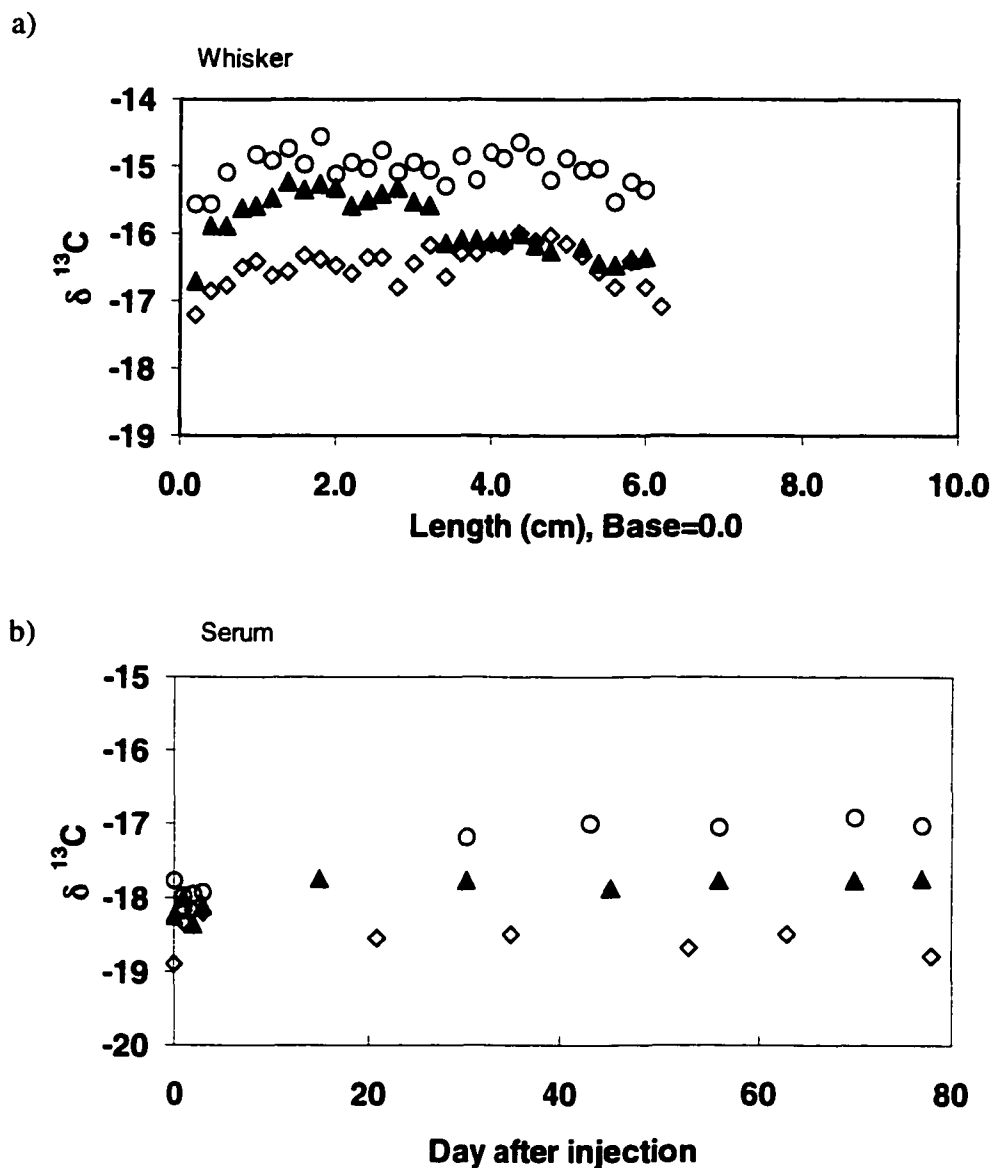 a)
Whisker
-14
-15
-16
-17
-18
-19
δ ¹³C
0.0 2.0 4.0 6.0 8.0 10.0
Length (cm), Base=0.0
b)
Serum
-15
-16
-17
-18
-19
-20
δ ¹³C
0 20 40 60 80
Day after injection